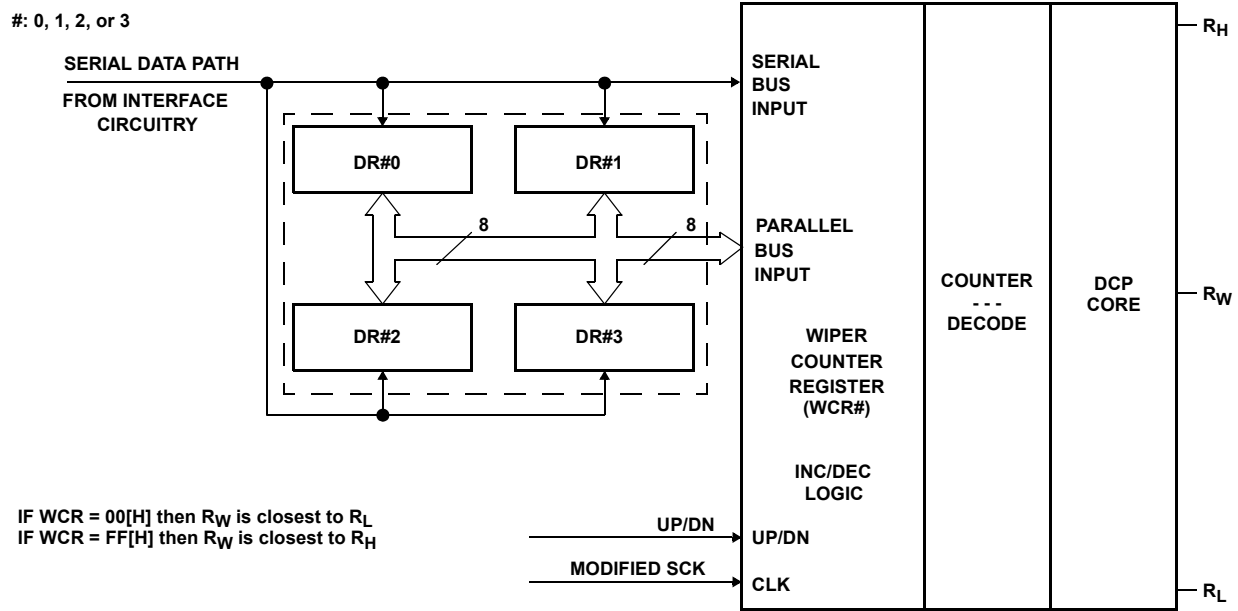 #: 0, 1, 2, or 3
SERIAL DATA PATH
FROM INTERFACE
CIRCUITRY
DR#0
DR#1
8
8
DR#2
DR#3
SERIAL
BUS
INPUT
PARALLEL
BUS
INPUT
WIPER
COUNTER
REGISTER
(WCR#)
INC/DEC
LOGIC
UP/DN
UP/DN
MODIFIED SCK
CLK
COUNTER
- - -
DECODE
DCP
CORE
RH
RW
RL
IF WCR = 00[H] then RW is closest to RL
IF WCR = FF[H] then RW is closest to RH